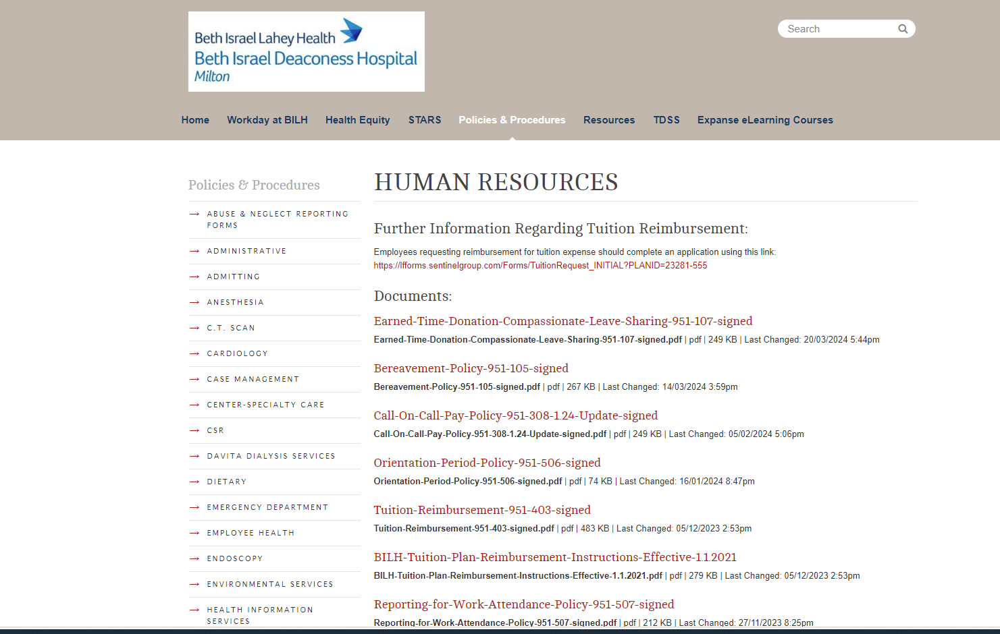 Beth Israel Lahey Health
Beth Israel Deaconess Hospital
Milton
Search
Home Workday at BILH Health Equity STARS Policies & Procedures Resources TDSS Expanse eLearning Courses
Policies & Procedures
ABUSE & NEGLECT REPORTING
FORMS
ADMINISTRATIVE
ADMITTING
ANESTHESIA
C.T. SCAN
CARDIOLOGY
CASE MANAGEMENT
CENTER-SPECIALTY CARE
CSR
DAVITA DIALYSIS SERVICES
DIETARY
EMERGENCY DEPARTMENT
EMPLOYEE HEALTH
ENDOSCOPY
ENVIRONMENTAL SERVICES
HEALTH INFORMATION
SERVICES
HUMAN RESOURCES
Further Information Regarding Tuition Reimbursement:
Employees requesting reimbursement for tuition expense should complete an application using this link:
https://lfforms.sentinelgroup.com/Forms/TuitionRequest_INITIAL?PLANID=23281-555
Documents:
Earned-Time-Donation-Compassionate-Leave-Sharing-951-107-signed
Earned-Time-Donation-Compassionate-Leave-Sharing-951-107-signed.pdf | pdf | 249 KB | Last Changed: 20/03/2024 5:44pm
Bereavement-Policy-951-105-signed
Bereavement-Policy-951-105-signed.pdf | pdf | 267 KB | Last Changed: 14/03/2024 3:59pm
Call-On-Call-Pay-Policy-951-308-1.24-Update-signed
Call-On-Call-Pay-Policy-951-308-1.24-Update-signed.pdf | pdf | 249 KB | Last Changed: 05/02/2024 5:06pm
Orientation-Period-Policy-951-506-signed
Orientation-Period-Policy-951-506-signed.pdf | pdf | 74 KB | Last Changed: 16/01/2024 8:47pm
Tuition-Reimbursement-951-403-signed
Tuition-Reimbursement-951-403-signed.pdf | pdf | 483 KB | Last Changed: 05/12/2023 2:53pm
BILH-Tuition-Plan-Reimbursement-Instructions-Effective-1.1.2021
BILH-Tuition-Plan-Reimbursement-Instructions-Effective-1.1.2021.pdf | pdf | 279 KB | Last Changed: 05/12/2023 2:53pm
Reporting-for-Work-Attendance-Policy-951-507-signed
Reporting-for-Work-Attendance-Policy-951-507-signed.pdf | pdf | 212 KB | Last Changed: 27/11/2023 8:25pm